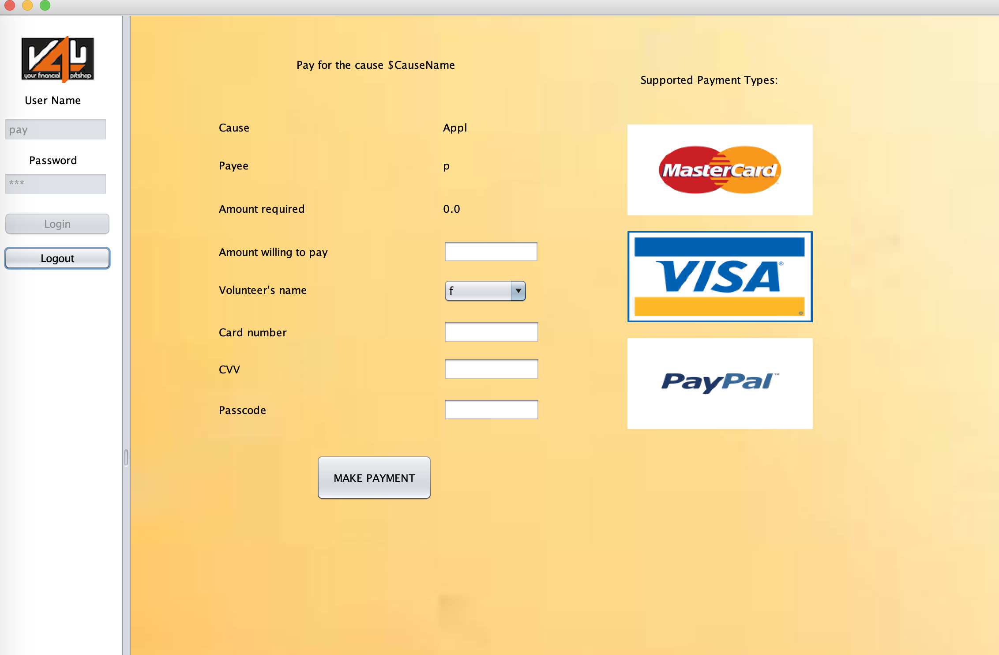 V4U
your financial pitshop
User Name
pay
Password
***
Login
Logout
Pay for the cause $CauseName
Cause
Appl
Payee
p
Amount required
0.0
Amount willing to pay
Volunteer's name
f
Card number
CVV
Passcode
MAKE PAYMENT
Supported Payment Types:
MasterCard
VISA®
PayPal™